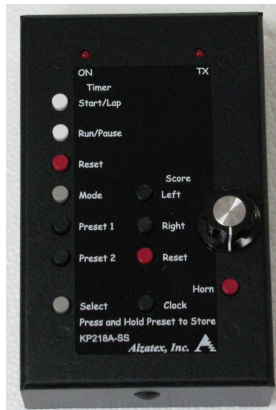 ON TX
Timer
Start/Lap
Run/Pause
Reset
Score
Mode Left
Preset 1 Right
Preset 2 Reset
Horn
Select Clock
Press and Hold Preset to Store
KP218A-SS
Alzatex, Inc.